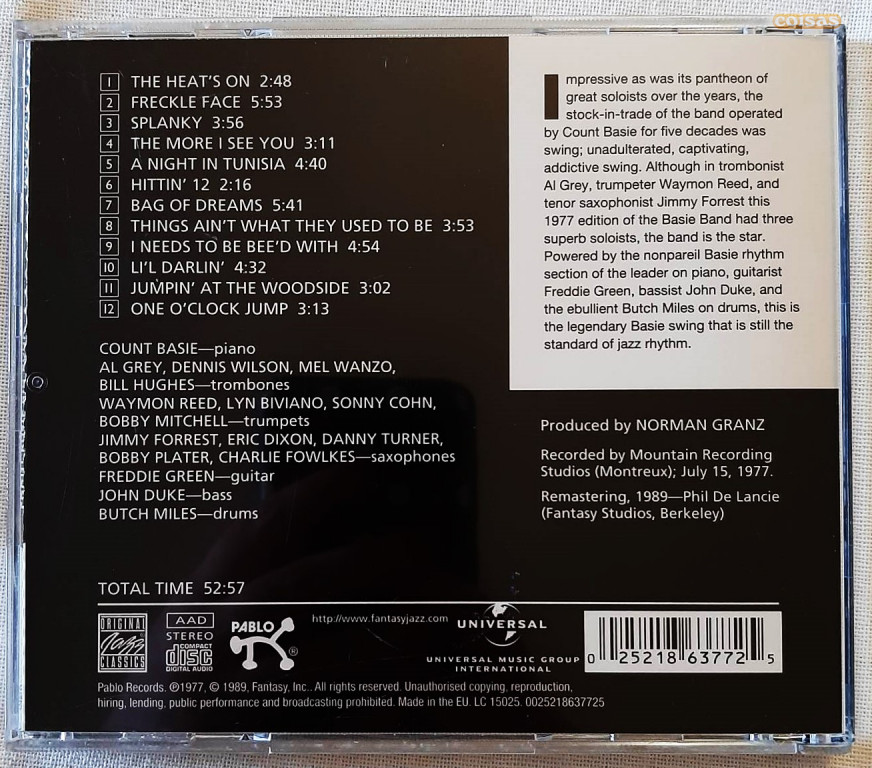 coisas
1 THE HEAT'S ON 2:48
2 FRECKLE FACE 5:53
3 SPLANKY 3:56
4 THE MORE I SEE YOU 3:11
5 A NIGHT IN TUNISIA 4:40
6 HITTIN' 12 2:16
7 BAG OF DREAMS 5:41
8 THINGS AIN'T WHAT THEY USED TO BE 3:53
9 I NEEDS TO BE BEE'D WITH 4:54
10 LI'L DARLIN' 4:32
11 JUMPIN' AT THE WOODSIDE 3:02
12 ONE O'CLOCK JUMP 3:13
COUNT BASIE—piano
AL GREY, DENNIS WILSON, MEL WANZO,
BILL HUGHES—trombones
WAYMON REED, LYN BIVIANO, SONNY COHN,
BOBBY MITCHELL—trumpets
JIMMY FORREST, ERIC DIXON, DANNY TURNER,
BOBBY PLATER, CHARLIE FOWLKES—saxophones
FREDDIE GREEN—guitar
JOHN DUKE—bass
BUTCH MILES—drums
Impressive as was its pantheon of
great soloists over the years, the
stock-in-trade of the band operated
by Count Basie for five decades was
swing; unadulterated, captivating,
addictive swing. Although in trombonist
Al Grey, trumpeter Waymon Reed, and
tenor saxophonist Jimmy Forrest this
1977 edition of the Basie Band had three
superb soloists, the band is the star.
Powered by the nonpareil Basie rhythm
section of the leader on piano, guitarist
Freddie Green, bassist John Duke, and
the ebullient Butch Miles on drums, this is
the legendary Basie swing that is still the
standard of jazz rhythm.
Produced by NORMAN GRANZ
Recorded by Mountain Recording
Studios (Montreux); July 15, 1977.
Remastering, 1989—Phil De Lancie
(Fantasy Studios, Berkeley)
TOTAL TIME 52:57
ORIGINAL
Jazz
CLASSICS
AAD
STEREO
COMPACT
disc
DIGITAL AUDIO
PABLO
®
http://www.fantasyjazz.com
UNIVERSAL
UNIVERSAL MUSIC GROUP
INTERNATIONAL
0 25218 63772 5
Pablo Records. ℗1977, © 1989, Fantasy, Inc.. All rights reserved. Unauthorised copying, reproduction,
hiring, lending, public performance and broadcasting prohibited. Made in the EU. LC 15025. 0025218637725